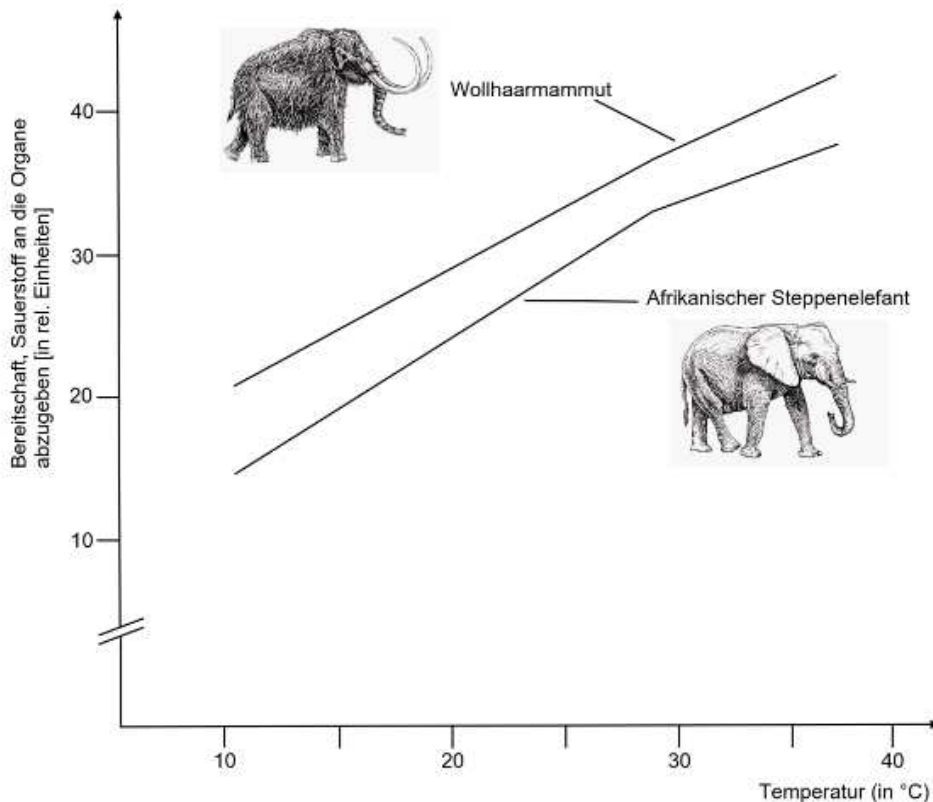 Bereitschaft, Sauerstoff an die Organe
abzugeben [in rel. Einheiten]
40
30
20
10
Wollhaarmammut
Afrikanischer Steppenelefant
10
20
30
40
Temperatur (in °C)